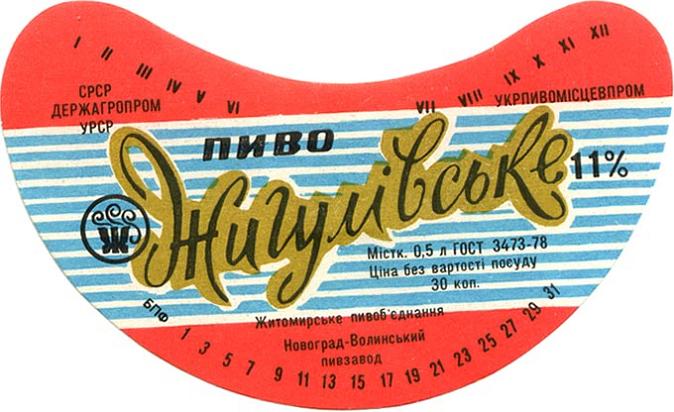 I II III IV V VI VII VIII IX X XI XII
СРСР
ДЕРЖАГРОПРОМ
УРСР
УКРПИВОМІСЦЕВПРОМ
ПИВО
Жигулівське
11%
Ж
Містк. 0,5 л ГОСТ 3473-78
Ціна без вартості посуду
30 коп.
Житомирське пивоб'єднання
Новоград-Волинський
пивзавод
БПФ 1 3 5 7 9 11 13 15 17 19 21 23 25 27 29 31